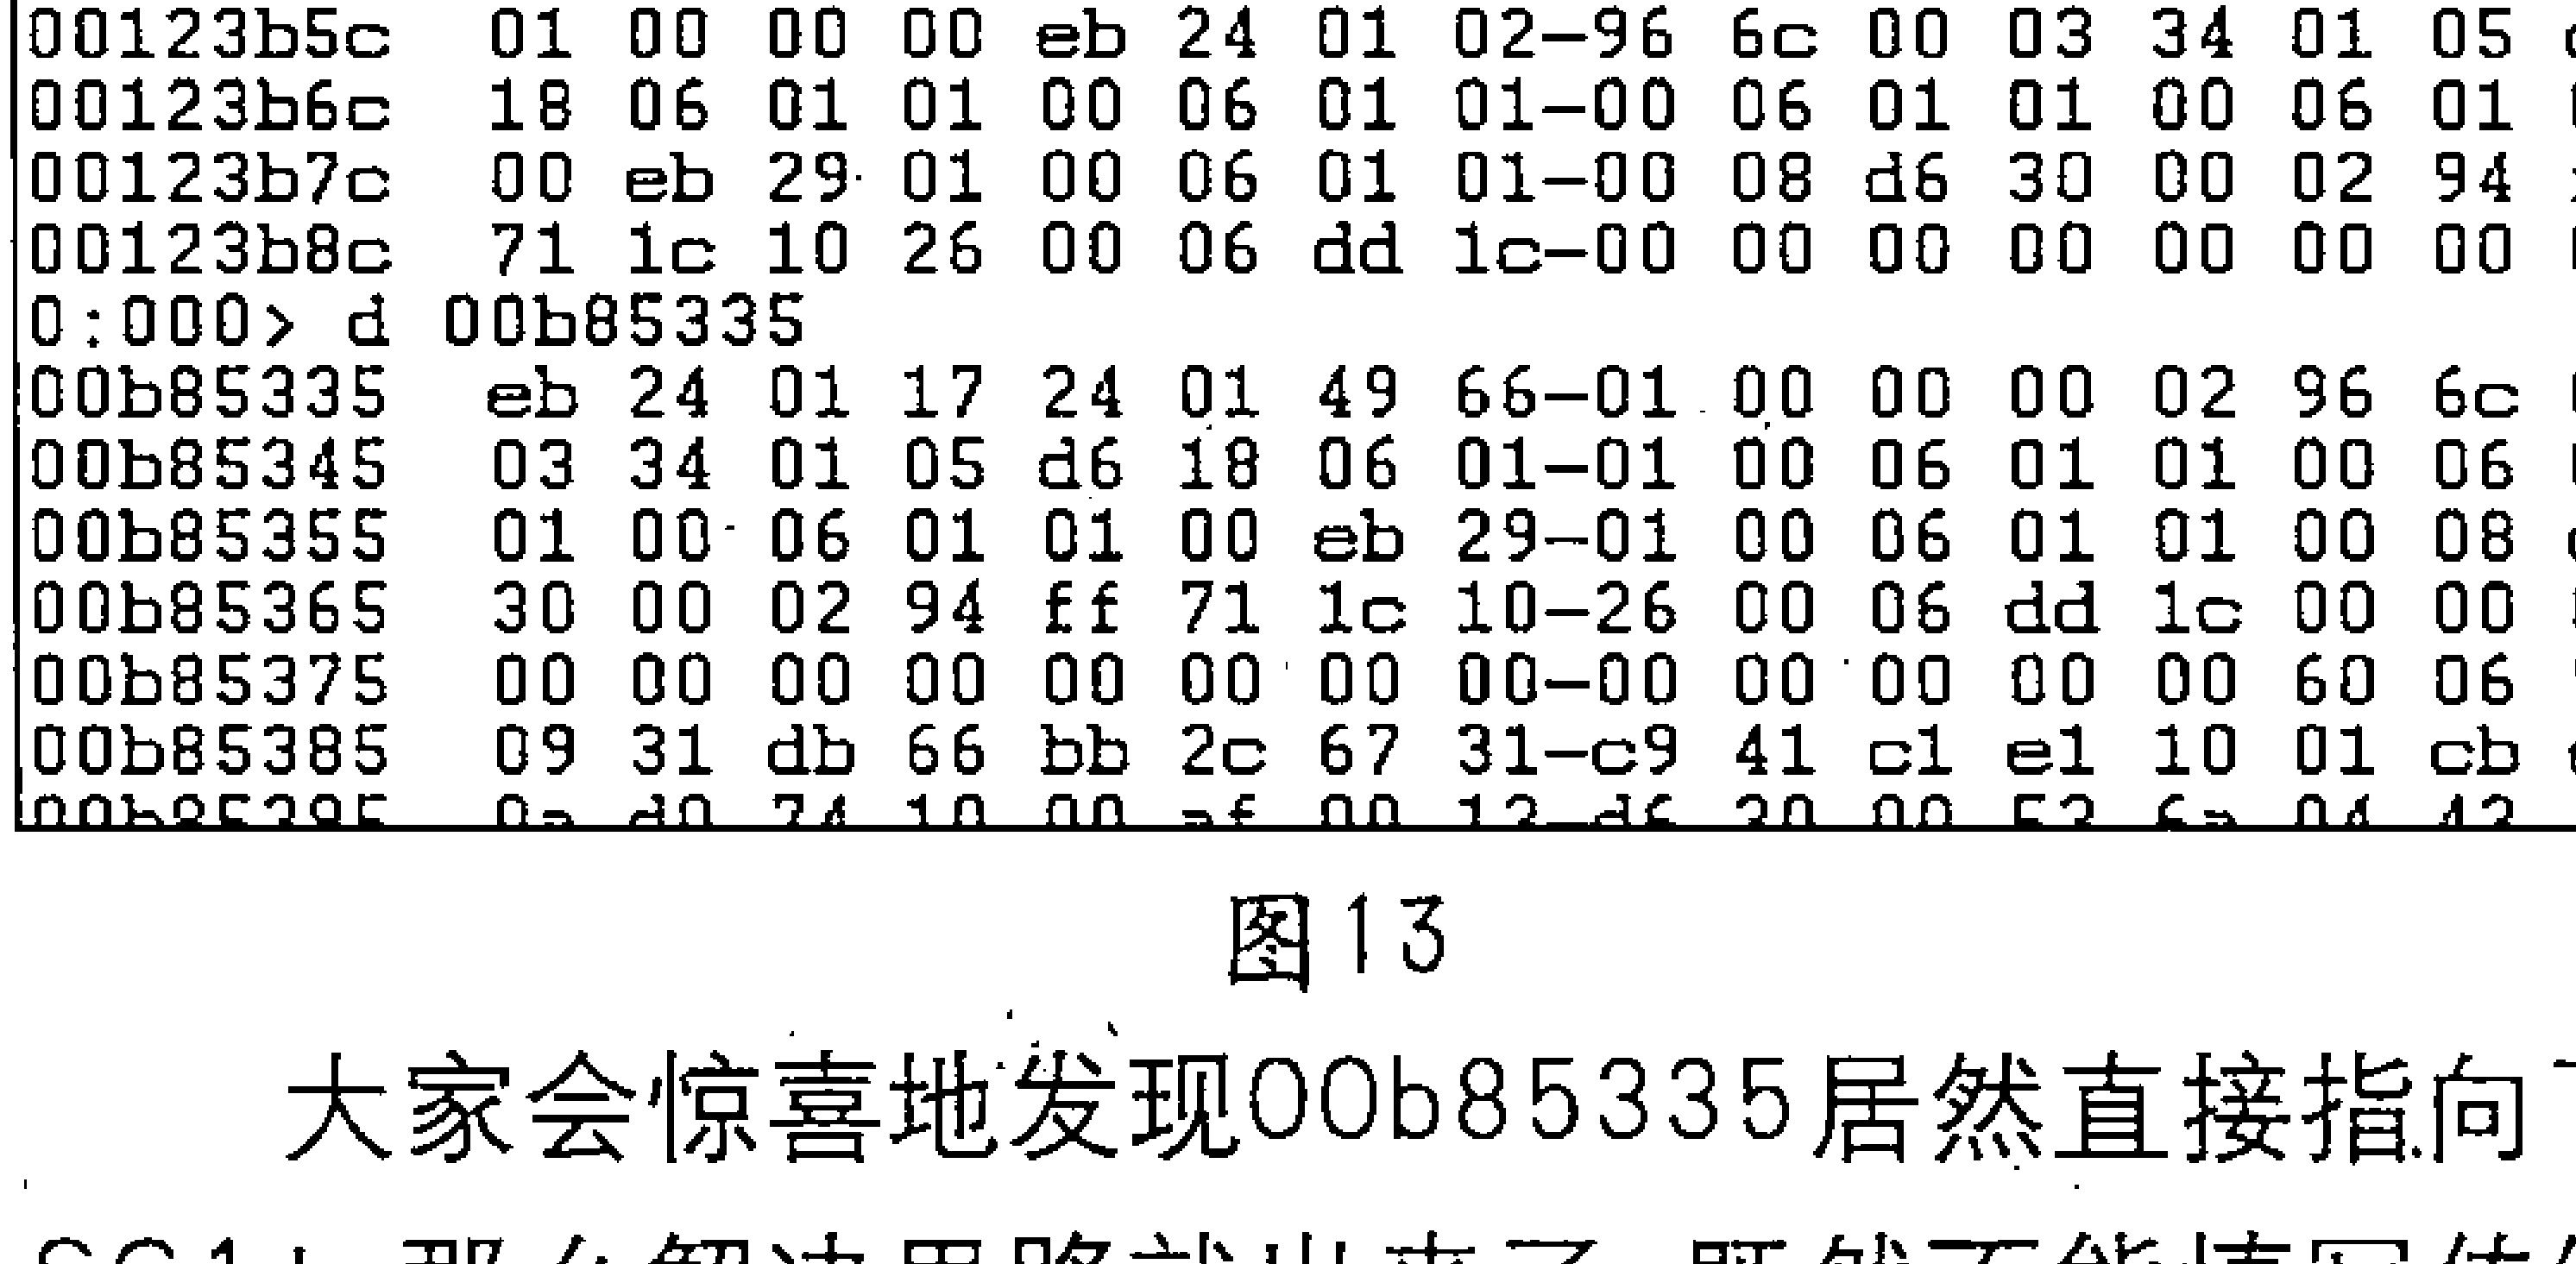 00123b5c 01 00 00 00 eb 24 01 02-96 6c 00 03 34 01 05
00123b6c 18 06 01 01 00 06 01 01-00 06 01 01 00 06 01
00123b7c 00 eb 29 01 00 06 01 01-00 08 d6 30 00 02 94
00123b8c 71 1c 10 26 00 06 dd 1c-00 00 00 00 00 00 00
0:000> d 00b85335
00b85335 eb 24 01 17 24 01 49 66-01 00 00 00 02 96 6c
00b85345 03 34 01 05 d6 18 06 01-01 00 06 01 01 00 06
00b85355 01 00 06 01 01 00 eb 29-01 00 06 01 01 00 08
00b85365 30 00 02 94 ff 71 1c 10-26 00 06 dd 1c 00 00
00b85375 00 00 00 00 00 00 00 00-00 00 00 00 00 60 06
00b85385 09 31 db 66 bb 2c 67 31-c9 41 c1 e1 10 01 cb
图13
大家会惊喜地发现00b85335居然直接指向